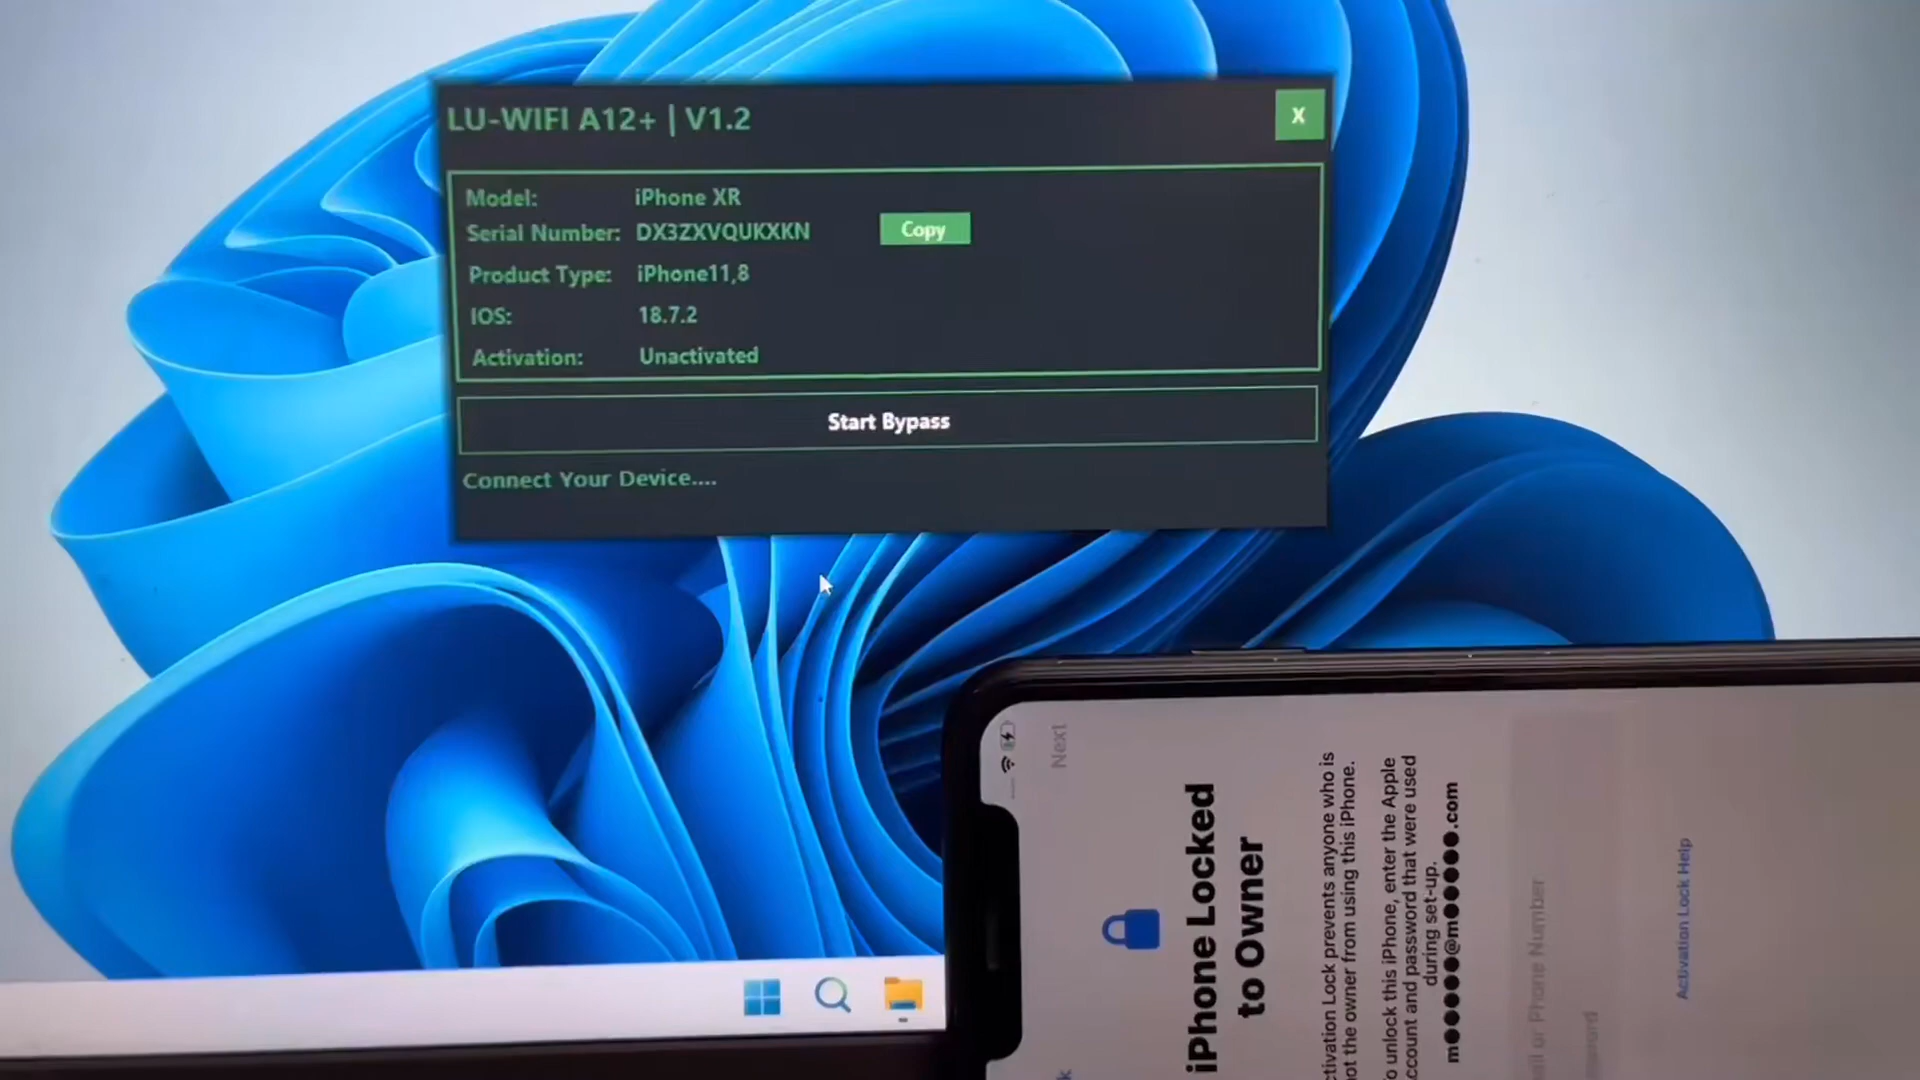 LU-WIFI A12+ | V1.2
X
Model: iPhone XR
Serial Number: DX3ZXVQUKXKN Copy
Product Type: iPhone11,8
IOS: 18.7.2
Activation: Unactivated
Start Bypass
Connect Your Device....
Next
iPhone Locked
to Owner
Activation Lock prevents anyone who is
not the owner from using this iPhone.
To unlock this iPhone, enter the Apple
Account and password that were used
during set-up.
m●●●●●●@m●●●●●.com
or Phone Number
Activation Lock Help